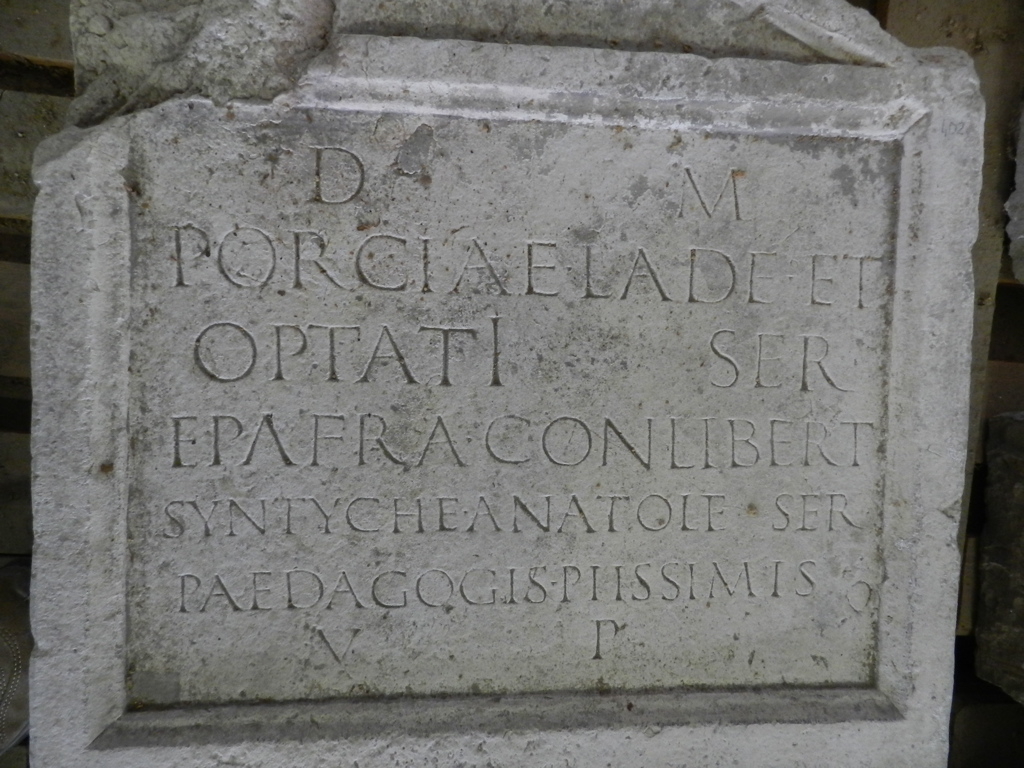 D M
PORCIAE·LADE·ET
OPTATI SER
EPAFRA·CONLIBERT
SYNTYCHE·ANATOLE SER
PAEDAGOGIS·PIISSIMIS
V P